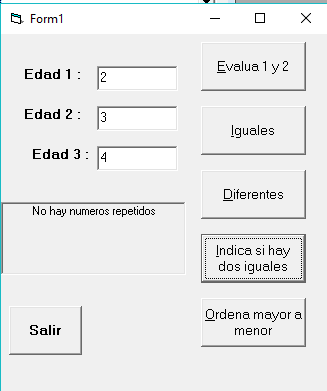 Form1
Edad 1 :
2
Evalua 1 y 2
Edad 2 :
3
Iguales
Edad 3 :
4
Diferentes
No hay numeros repetidos
Indica si hay
dos iguales
Salir
Ordena mayor a
menor